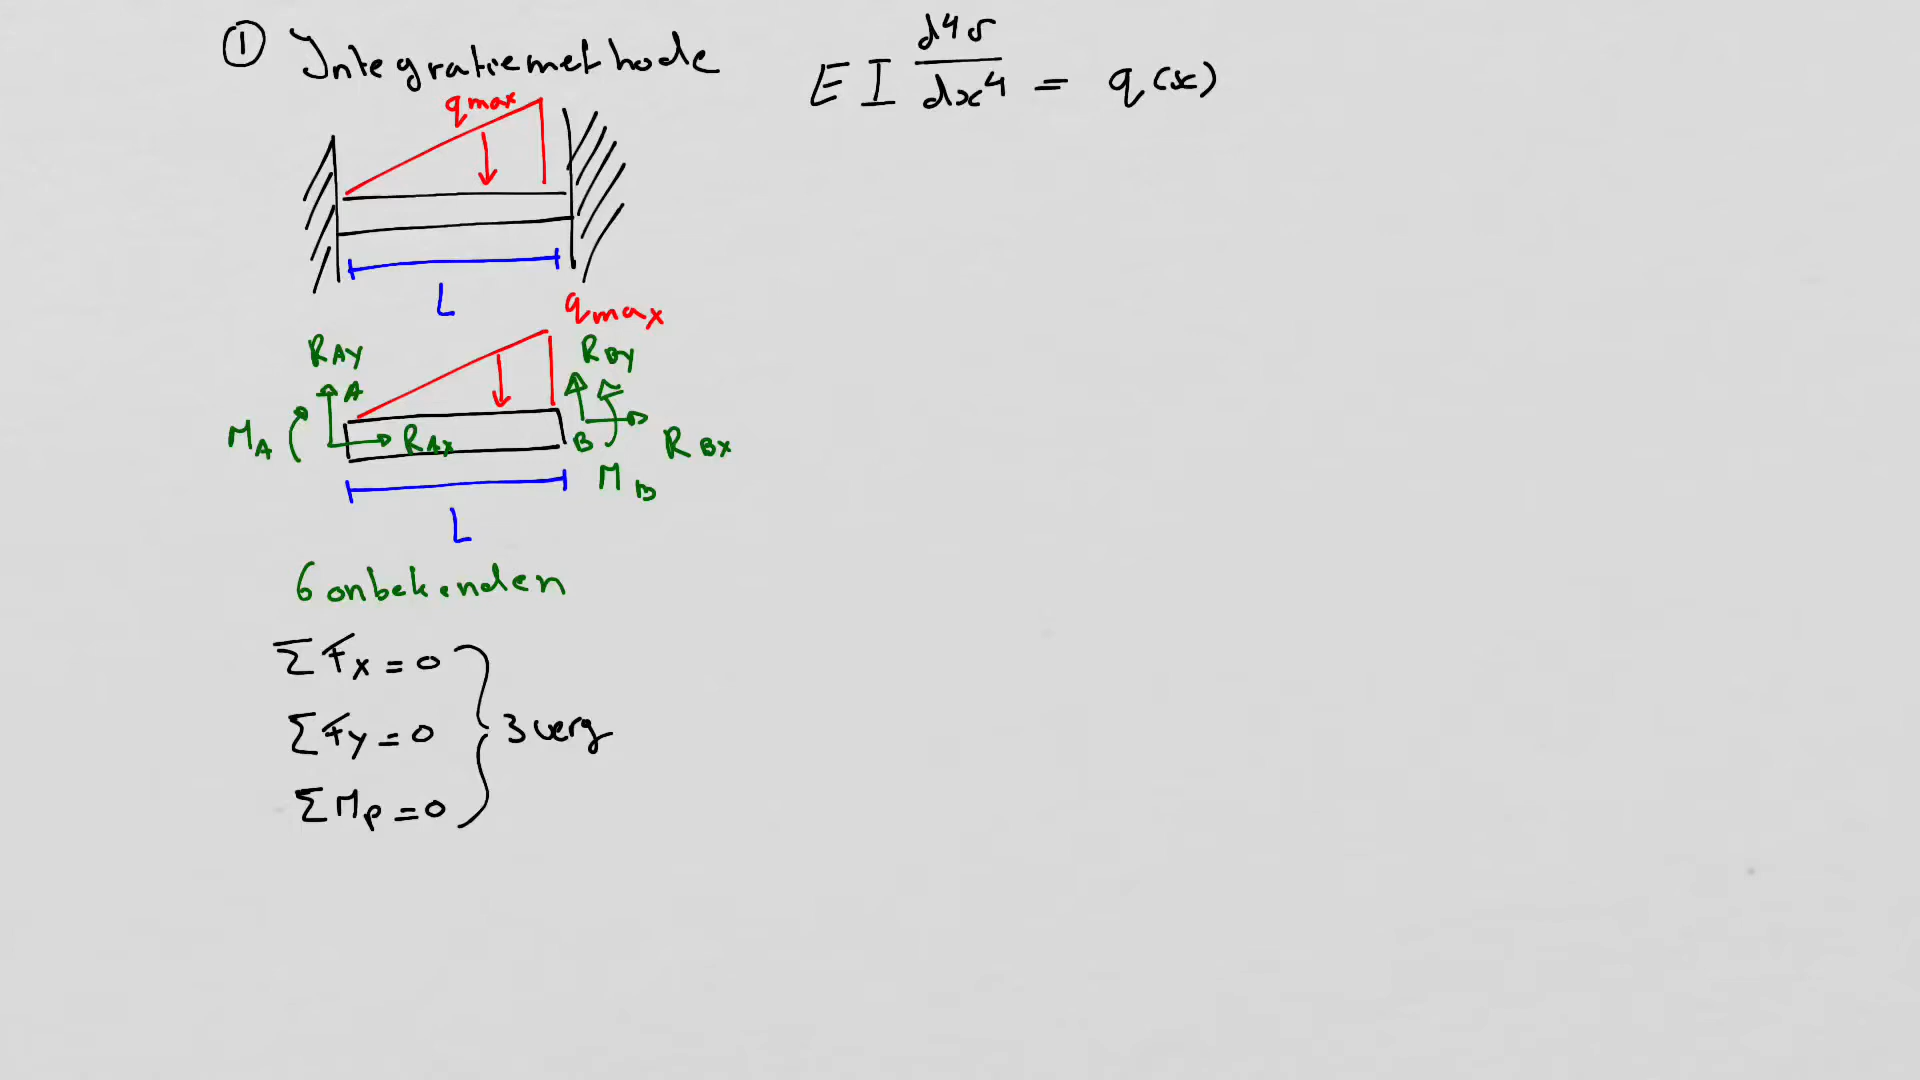 ① Integratiemethode
qmax
L
qmax
RAY
A
RBY
MA
RAx
B
RBX
MB
L
6 onbekenden
ΣFx = 0
ΣFy = 0
3 verg
ΣMp = 0
EI d⁴v/dx⁴ = q(x)